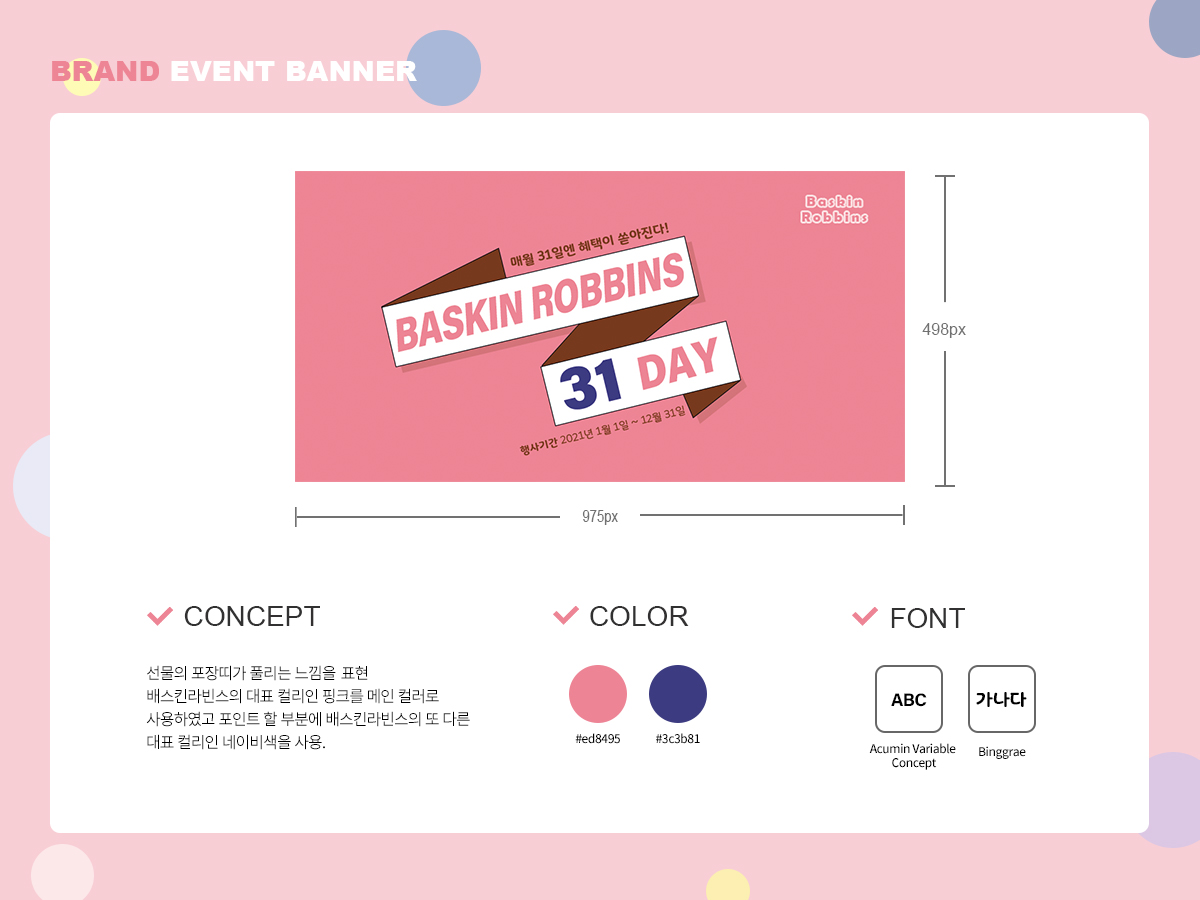 BRAND EVENT BANNER
Baskin
Robbins
매월 31일엔 혜택이 쏟아진다!
BASKIN ROBBINS
31 DAY
행사기간 2021년 1월 1일 ~ 12월 31일
498px
975px
CONCEPT
선물의 포장띠가 풀리는 느낌을 표현
배스킨라빈스의 대표 컬리인 핑크를 메인 컬러로
사용하였고 포인트 할 부분에 배스킨라빈스의 또 다른
대표 컬리인 네이비색을 사용.
COLOR
#ed8495
#3c3b81
FONT
ABC
가나다
Acumin Variable
Concept
Binggrae